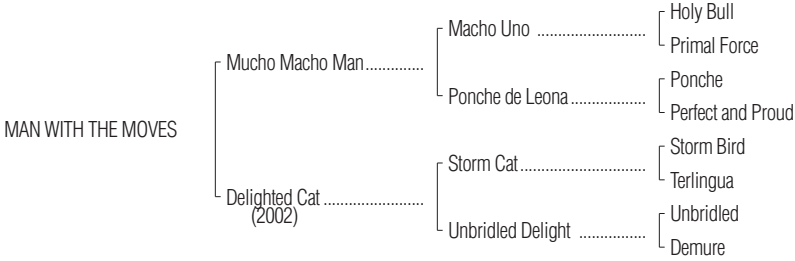 Holy Bull
Macho Uno ..........................
Primal Force
Mucho Macho Man..............
Ponche
Ponche de Leona..................
Perfect and Proud
MAN WITH THE MOVES
Storm Bird
Storm Cat..............................
Terlingua
Delighted Cat ........................
(2002)
Unbridled
Unbridled Delight ................
Demure